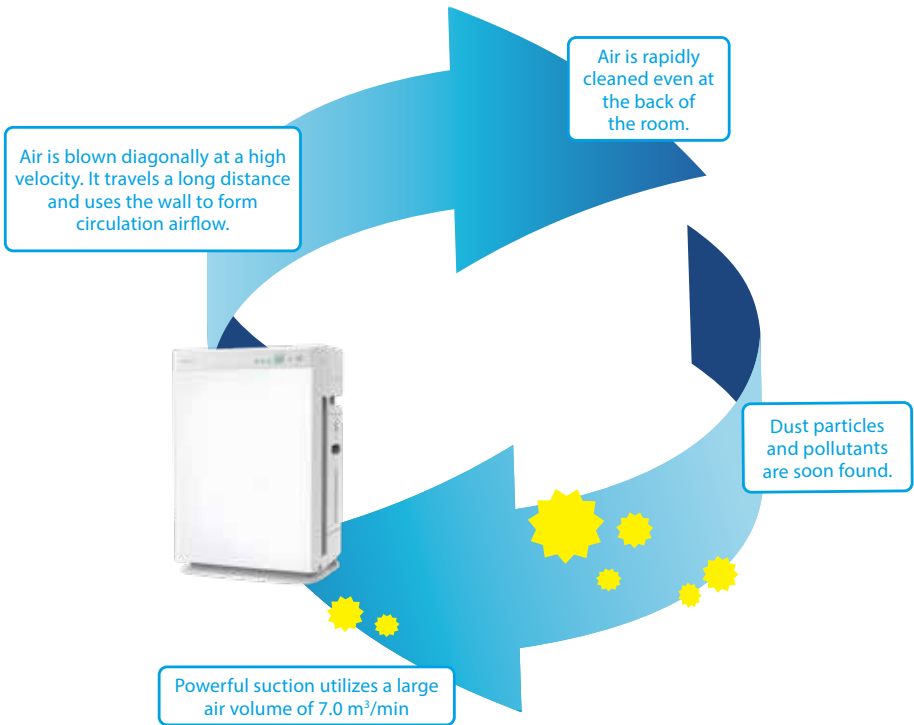 Air is rapidly
cleaned even at
the back of
the room.
Air is blown diagonally at a high
velocity. It travels a long distance
and uses the wall to form
circulation airflow.
Dust particles
and pollutants
are soon found.
Powerful suction utilizes a large
air volume of 7.0 m³/min